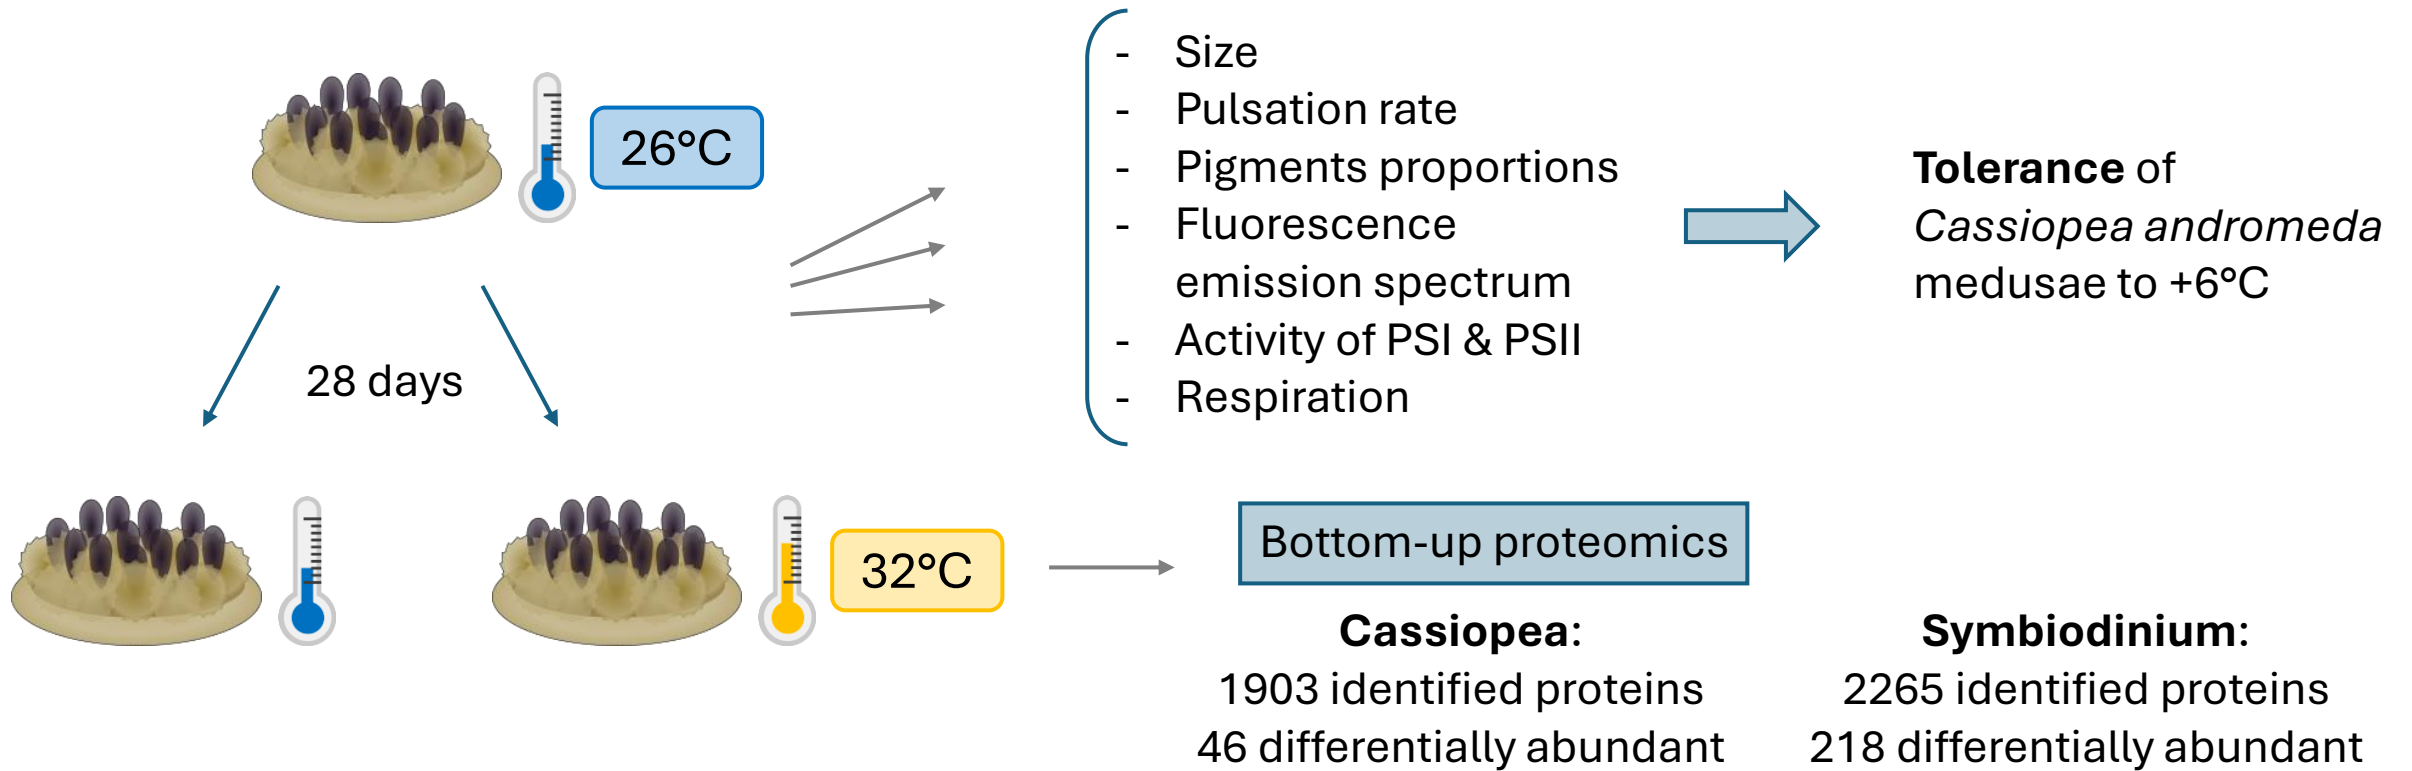 26°C
28 days
32°C
- Size
- Pulsation rate
- Pigments proportions
- Fluorescence
emission spectrum
- Activity of PSI & PSII
- Respiration
Tolerance of
Cassiopea andromeda
medusae to +6°C
Bottom-up proteomics
Cassiopea:
1903 identified proteins
46 differentially abundant
Symbiodinium:
2265 identified proteins
218 differentially abundant